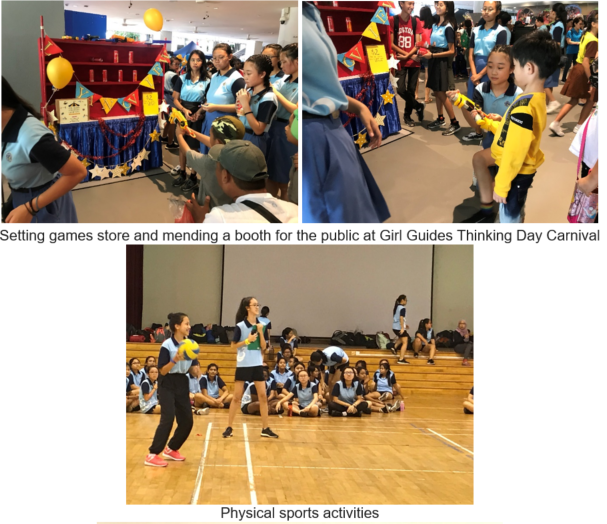 88
Setting games store and mending a booth for the public at Girl Guides Thinking Day Carnival
Physical sports activities